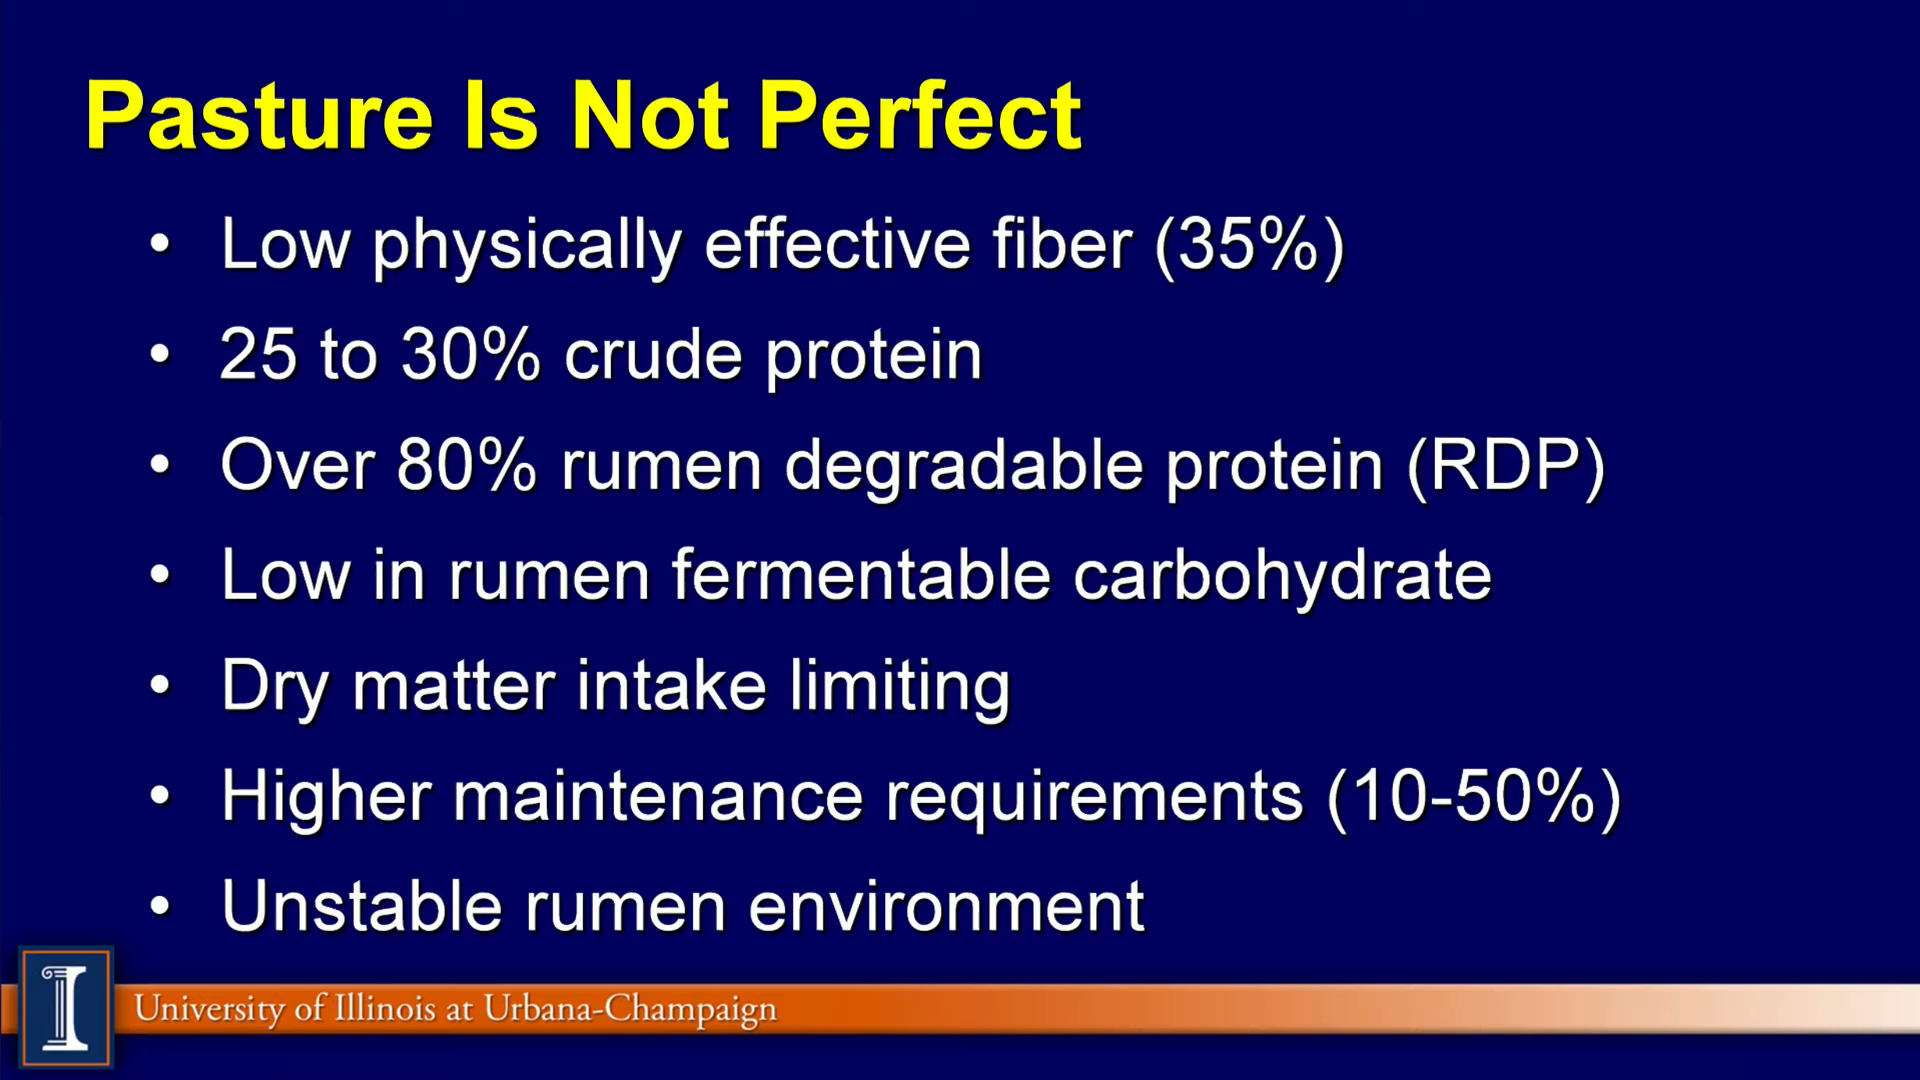 Pasture Is Not Perfect
• Low physically effective fiber (35%)
• 25 to 30% crude protein
• Over 80% rumen degradable protein (RDP)
• Low in rumen fermentable carbohydrate
• Dry matter intake limiting
• Higher maintenance requirements (10-50%)
• Unstable rumen environment
I
University of Illinois at Urbana-Champaign